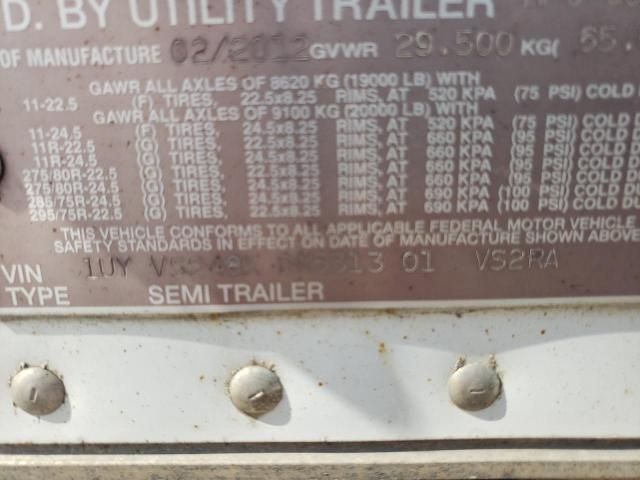 D. BY UTILITY TRAILER
OF MANUFACTURE 02/2012 GVWR 29.500 KG(
GAWR ALL AXLES OF 8620 KG (19000 LB) WITH
11-22.5 (F) TIRES, 22.5x8.25 RIMS, AT 520 KPA (75 PSI) COLD
GAWR ALL AXLES OF 9100 KG (20000 LB) WITH
11-24.5 (F) TIRES, 24.5x8.25 RIMS, AT 520 KPA (75 PSI) COLD
11R-22.5 (G) TIRES, 22.5x8.25 RIMS, AT 660 KPA (95 PSI) COLD
11R-24.5 (G) TIRES, 24.5x8.25 RIMS, AT 660 KPA (95 PSI) COLD
275/80R-22.5 (G) TIRES, 22.5x8.25 RIMS, AT 660 KPA (95 PSI) COLD
275/80R-24.5 (G) TIRES, 24.5x8.25 RIMS, AT 690 KPA (100 PSI) COLD
285/75R-24.5 (G) TIRES, 24.5x8.25 RIMS, AT 690 KPA (100 PSI) COLD
295/75R-22.5 (G) TIRES, 22.5x8.25 RIMS, AT 690 KPA (100 PSI) COLD
THIS VEHICLE CONFORMS TO ALL APPLICABLE FEDERAL MOTOR VEHICLE
SAFETY STANDARDS IN EFFECT ON THE DATE OF MANUFACTURE SHOWN ABOVE.
VIN 1UY 01 VS2RA
TYPE SEMI TRAILER